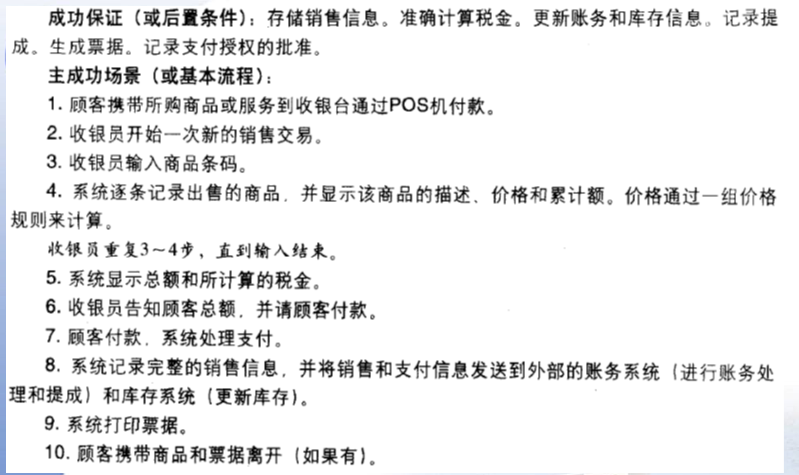 成功保证（或后置条件）：存储销售信息。准确计算税金。更新账务和库存信息。记录提
成。生成票据。记录支付授权的批准。
主成功场景（或基本流程）：
1. 顾客携带所购商品或服务到收银台通过POS机付款。
2. 收银员开始一次新的销售交易。
3. 收银员输入商品条码。
4. 系统逐条记录出售的商品，并显示该商品的描述、价格和累计额。价格通过一组价格
规则来计算。
收银员重复3～4步，直到输入结束。
5. 系统显示总额和所计算的税金。
6. 收银员告知顾客总额，并请顾客付款。
7. 顾客付款，系统处理支付。
8. 系统记录完整的销售信息，并将销售和支付信息发送到外部的账务系统（进行账务处
理和提成）和库存系统（更新库存）。
9. 系统打印票据。
10. 顾客携带商品和票据离开（如果有）。